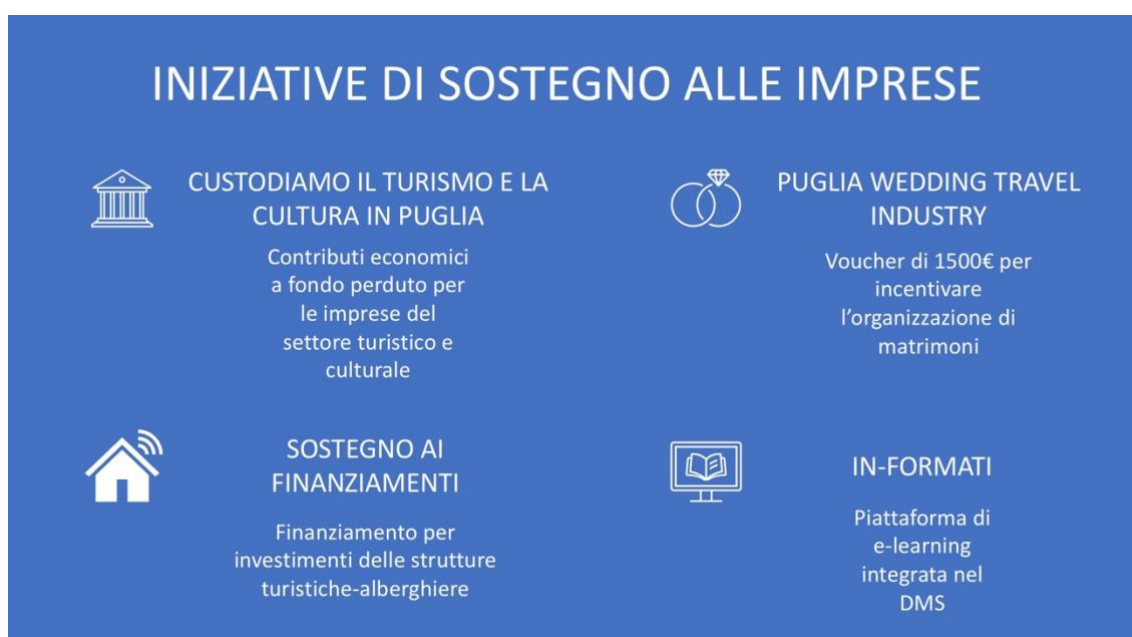 INIZIATIVE DI SOSTEGNO ALLE IMPRESE
CUSTODIAMO IL TURISMO E LA
CULTURA IN PUGLIA
Contributi economici
a fondo perduto per
le imprese del
settore turistico e
culturale
PUGLIA WEDDING TRAVEL
INDUSTRY
Voucher di 1500€ per
incentivare
l’organizzazione di
matrimoni
SOSTEGNO AI
FINANZIAMENTI
Finanziamento per
investimenti delle strutture
turistiche-alberghiere
IN-FORMATI
Piattaforma di
e-learning
integrata nel
DMS